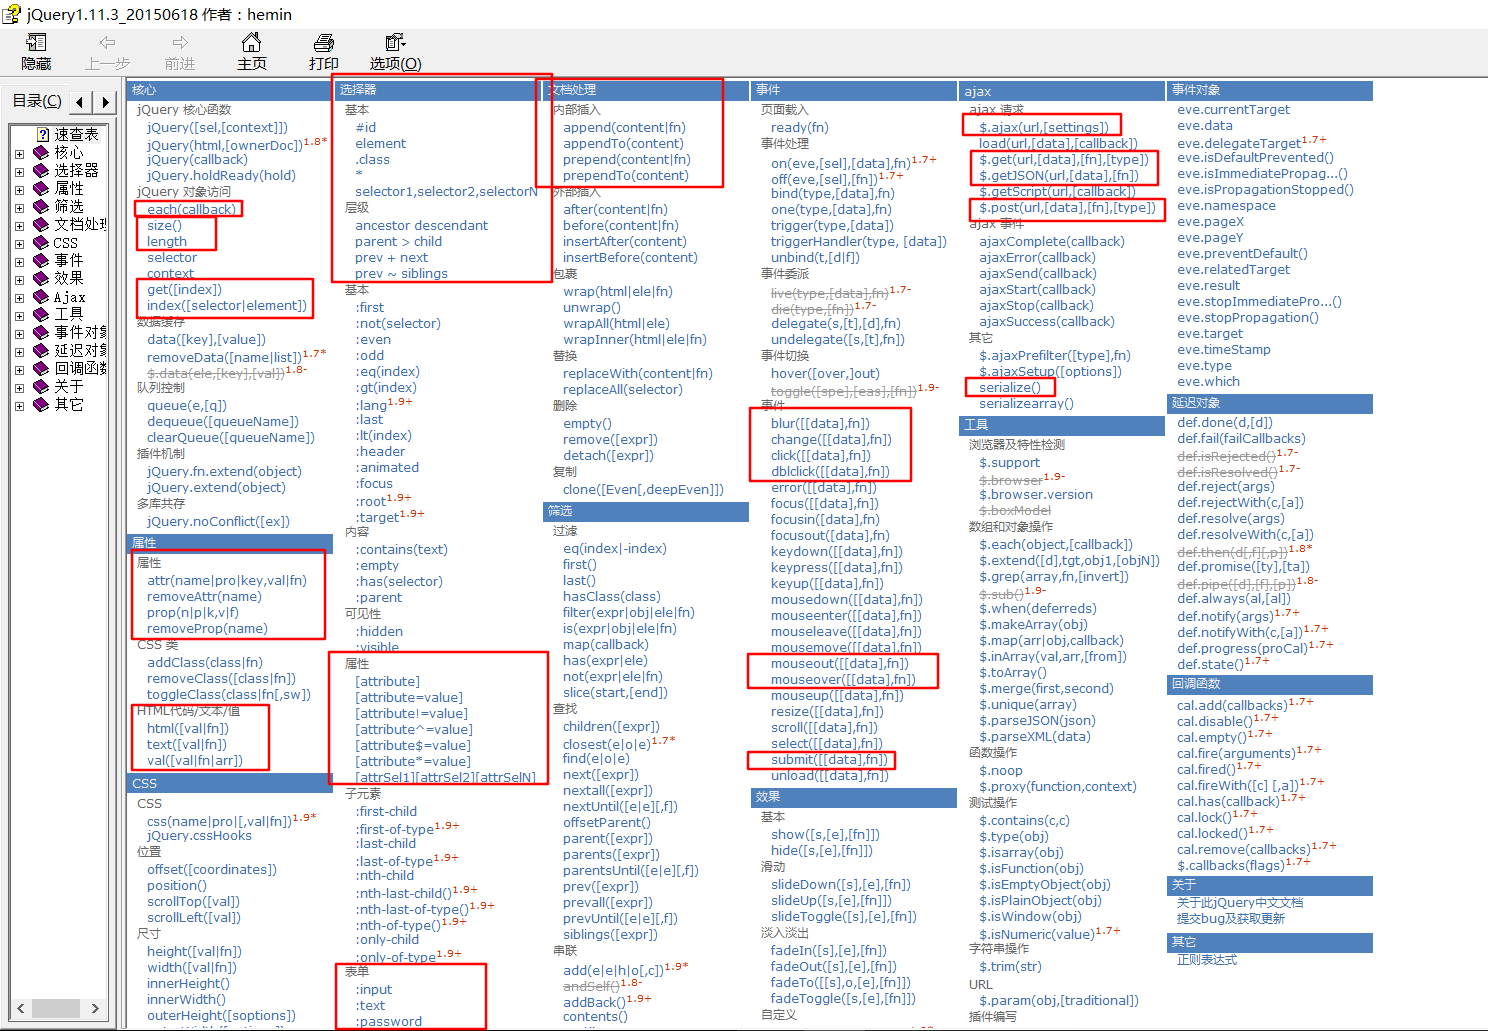 jQuery1.11.3_20150618 作者：hemin
隐藏
上一步
前进
主页
打印
选项(O)
目录(C)
速查表
核心
选择器
属性
筛选
文档处理
CSS
事件
效果
Ajax
工具
事件对象
延迟对象
回调函数
关于
其它
核心
jQuery 核心函数
jQuery([sel,[context]])
jQuery(html,[ownerDoc])1.8*
jQuery(callback)
jQuery.holdReady(hold)
jQuery 对象访问
each(callback)
size()
length
selector
context
get([index])
index([selector|element])
数据缓存
data([key],[value])
removeData([name|list])1.7*
$.data(ele,[key],[val])1.8-
队列控制
queue(e,[q])
dequeue([queueName])
clearQueue([queueName])
插件机制
jQuery.fn.extend(object)
jQuery.extend(object)
多库共存
jQuery.noConflict([ex])
属性
属性
attr(name|pro|key,val|fn)
removeAttr(name)
prop(n|p|k,v|f)
removeProp(name)
CSS 类
addClass(class|fn)
removeClass([class|fn])
toggleClass(class|fn[,sw])
HTML代码/文本/值
html([val|fn])
text([val|fn])
val([val|fn|arr])
CSS
CSS
css(name|pro|[,val|fn])1.9*
jQuery.cssHooks
位置
offset([coordinates])
position()
scrollTop([val])
scrollLeft([val])
尺寸
height([val|fn])
width([val|fn])
innerHeight()
innerWidth()
outerHeight([soptions])
选择器
基本
#id
element
.class
*
selector1,selector2,selectorN
层级
ancestor descendant
parent > child
prev + next
prev ~ siblings
基本
:first
:not(selector)
:even
:odd
:eq(index)
:gt(index)
:lang1.9+
:last
:lt(index)
:header
:animated
:focus
:root1.9+
:target1.9+
内容
:contains(text)
:empty
:has(selector)
:parent
可见性
:hidden
:visible
属性
[attribute]
[attribute=value]
[attribute!=value]
[attribute^=value]
[attribute$=value]
[attribute*=value]
[attrSel1][attrSel2][attrSelN]
子元素
:first-child
:first-of-type1.9+
:last-child
:last-of-type1.9+
:nth-child
:nth-last-child()1.9+
:nth-last-of-type()1.9+
:nth-of-type()1.9+
:only-child
:only-of-type1.9+
表单
:input
:text
:password
文档处理
内部插入
append(content|fn)
appendTo(content)
prepend(content|fn)
prependTo(content)
外部插入
after(content|fn)
before(content|fn)
insertAfter(content)
insertBefore(content)
包裹
wrap(html|ele|fn)
unwrap()
wrapAll(html|ele)
wrapInner(html|ele|fn)
替换
replaceWith(content|fn)
replaceAll(selector)
删除
empty()
remove([expr])
detach([expr])
复制
clone([Even[,deepEven]])
筛选
过滤
eq(index|-index)
first()
last()
hasClass(class)
filter(expr|obj|ele|fn)
is(expr|obj|ele|fn)
map(callback)
has(expr|ele)
not(expr|ele|fn)
slice(start,[end])
查找
children([expr])
closest(e|o|e)1.7*
find(e|o|e)
next([expr])
nextall([expr])
nextUntil([e|e][,f])
offsetParent()
parent([expr])
parents([expr])
parentsUntil([e|e][,f])
prev([expr])
prevall([expr])
prevUntil([e|e][,f])
siblings([expr])
串联
add(e|e|h|o[,c])1.9*
andSelf()1.8-
addBack()1.9+
contents()
事件
页面载入
ready(fn)
事件处理
on(eve,[sel],[data],fn)1.7+
off(eve,[sel],[fn])1.7+
bind(type,[data],fn)
one(type,[data],fn)
trigger(type,[data])
triggerHandler(type, [data])
unbind(t,[d|f])
事件委派
live(type,[data],fn)1.7-
die(type,[fn])1.7-
delegate(s,[t],[d],fn)
undelegate([s,[t],fn])
事件切换
hover([over,]out)
toggle([spe],[eas],[fn])1.9-
事件
blur([[data],fn])
change([[data],fn])
click([[data],fn])
dblclick([[data],fn])
error([[data],fn])
focus([[data],fn])
focusin([data],fn)
focusout([data],fn)
keydown([[data],fn])
keypress([[data],fn])
keyup([[data],fn])
mousedown([[data],fn])
mouseenter([[data],fn])
mouseleave([[data],fn])
mousemove([[data],fn])
mouseout([[data],fn])
mouseover([[data],fn])
mouseup([[data],fn])
resize([[data],fn])
scroll([[data],fn])
select([[data],fn])
submit([[data],fn])
unload([[data],fn])
效果
基本
show([s,[e],[fn]])
hide([s,[e],[fn]])
滑动
slideDown([s],[e],[fn])
slideUp([s,[e],[fn]])
slideToggle([s],[e],[fn])
淡入淡出
fadeIn([s],[e],[fn])
fadeOut([s],[e],[fn])
fadeTo([[s],o,[e],[fn]])
fadeToggle([s,[e],[fn]])
自定义
ajax
ajax 请求
$.ajax(url,[settings])
load(url,[data],[callback])
$.get(url,[data],[fn],[type])
$.getJSON(url,[data],[fn])
$.getScript(url,[callback])
$.post(url,[data],[fn],[type])
ajax 事件
ajaxComplete(callback)
ajaxError(callback)
ajaxSend(callback)
ajaxStart(callback)
ajaxStop(callback)
ajaxSuccess(callback)
其它
$.ajaxPrefilter([type],fn)
$.ajaxSetup([options])
serialize()
serializearray()
工具
浏览器及特性检测
$.support
$.browser1.9-
$.browser.version
$.boxModel
数组和对象操作
$.each(object,[callback])
$.extend([d],tgt,obj1,[objN])
$.grep(array,fn,[invert])
$.sub()1.9-
$.when(deferreds)
$.makeArray(obj)
$.map(arr|obj,callback)
$.inArray(val,arr,[from])
$.toArray()
$.merge(first,second)
$.unique(array)
$.parseJSON(json)
$.parseXML(data)
函数操作
$.noop
$.proxy(function,context)
测试操作
$.contains(c,c)
$.type(obj)
$.isarray(obj)
$.isFunction(obj)
$.isEmptyObject(obj)
$.isPlainObject(obj)
$.isWindow(obj)
$.isNumeric(value)1.7+
字符串操作
$.trim(str)
URL
$.param(obj,[traditional])
插件编写
事件对象
eve.currentTarget
eve.data
eve.delegateTarget1.7+
eve.isDefaultPrevented()
eve.isImmediatePropag...()
eve.isPropagationStopped()
eve.namespace
eve.pageX
eve.pageY
eve.preventDefault()
eve.relatedTarget
eve.result
eve.stopImmediatePro...()
eve.stopPropagation()
eve.target
eve.timeStamp
eve.type
eve.which
延迟对象
def.done(d,[d])
def.fail(failCallbacks)
def.isRejected()1.7-
def.isResolved()1.7-
def.reject(args)
def.rejectWith(c,[a])
def.resolve(args)
def.resolveWith(c,[a])
def.then(d[,f][,p])1.8*
def.promise([ty],[ta])
def.pipe([d],[f],[p])1.8-
def.always(al,[al])
def.notify(args)1.7+
def.notifyWith(c,[a])1.7+
def.progress(proCal)1.7+
def.state()1.7+
回调函数
cal.add(callbacks)1.7+
cal.disable()1.7+
cal.empty()1.7+
cal.fire(arguments)1.7+
cal.fired()1.7+
cal.fireWith([c] [,a])1.7+
cal.has(callback)1.7+
cal.lock()1.7+
cal.locked()1.7+
cal.remove(callbacks)1.7+
$.callbacks(flags)1.7+
关于
关于此jQuery中文文档
提交bug及获取更新
其它
正则表达式